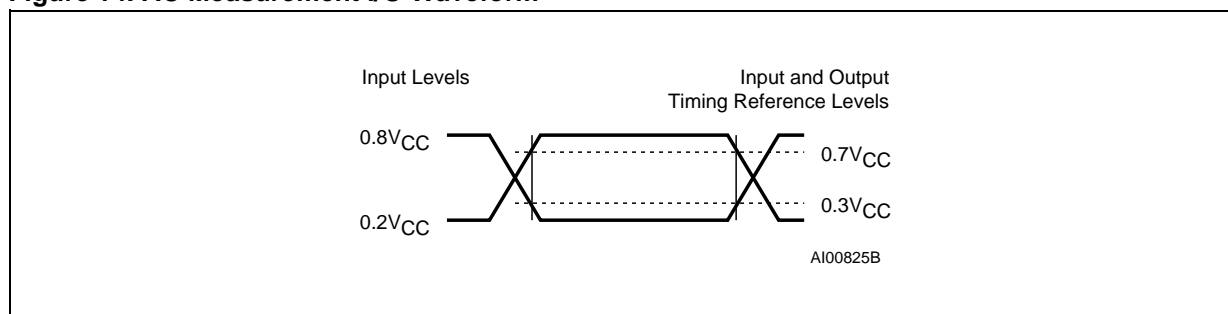 Input Levels
Input and Output
Timing Reference Levels
0.8VCC
0.7VCC
0.3VCC
0.2VCC
AI00825B